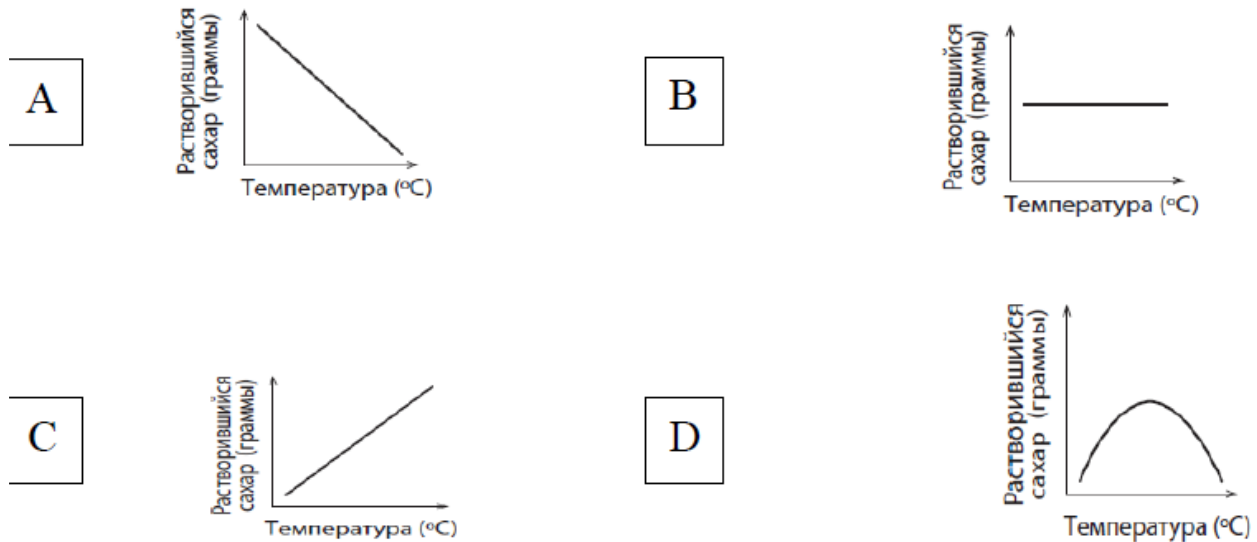 A
Растворившийся
сахар (граммы)
Температура (°C)
B
Растворившийся
сахар (граммы)
Температура (°C)
C
Растворившийся
сахар (граммы)
Температура (°C)
D
Растворившийся
сахар (граммы)
Температура (°C)